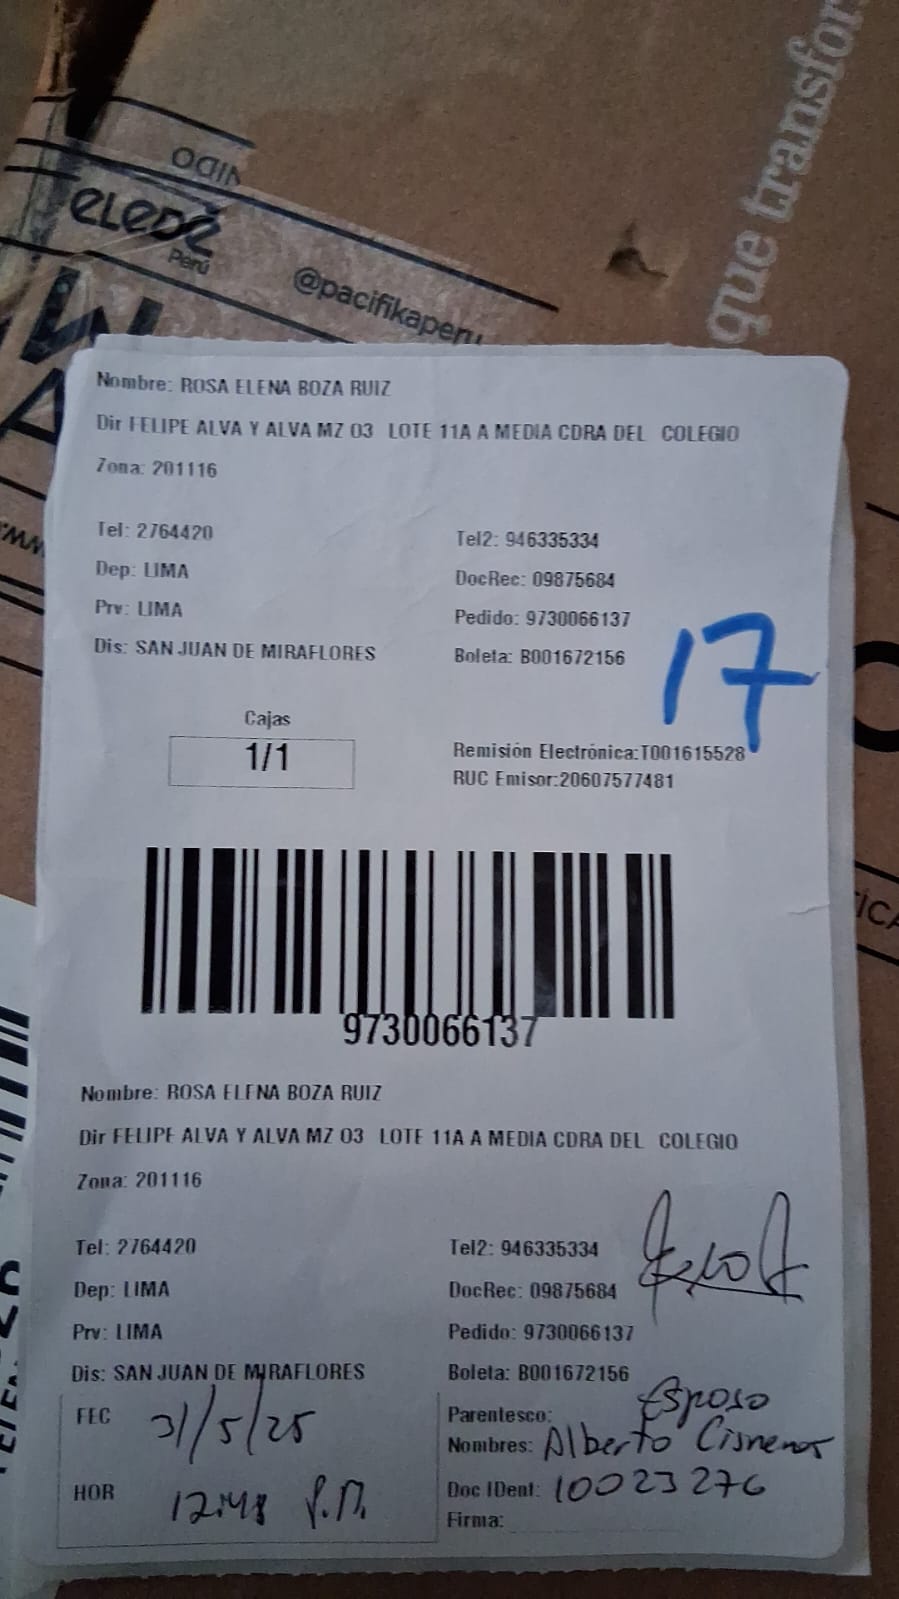 que transfor
eLeDĒ
Perú
@pacifikaperu
Nombre: ROSA ELENA BOZA RUIZ
Dir FELIPE ALVA Y ALVA MZ 03 LOTE 11A A MEDIA CDRA DEL COLEGIO
Zona: 201116
Tel: 2764420 Tel2: 946335334
Dep: LIMA DocRec: 09875684
Prv: LIMA Pedido: 9730066137
Dis: SAN JUAN DE MIRAFLORES Boleta: B001672156
17
Cajas
1/1
Remisión Electrónica:T001615528
RUC Emisor:20607577481
9730066137
Nombre: ROSA ELENA BOZA RUIZ
Dir FELIPE ALVA Y ALVA MZ 03 LOTE 11A A MEDIA CDRA DEL COLEGIO
Zona: 201116
Tel: 2764420 Tel2: 946335334
Dep: LIMA DocRec: 09875684
Prv: LIMA Pedido: 9730066137
Dis: SAN JUAN DE MIRAFLORES Boleta: B001672156
FEC 31/5/25 Parentesco: Esposo
Nombres: Alberto Cisneros
HOR 12:48 P.M. Doc IDent: 10023276
Firma: